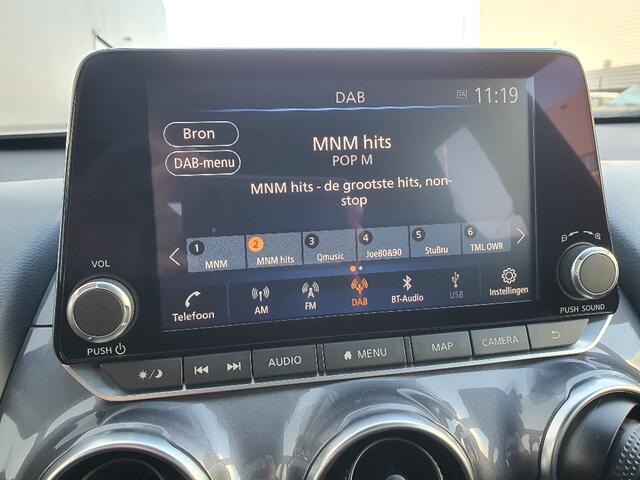 DAB
TA 11:19
Bron
DAB-menu
MNM hits
POP M
MNM hits - de grootste hits, non-
stop
1 MNM
2 MNM hits
3 Qmusic
4 Joe80&90
5 StuBru
6 TML OWR
Telefoon
AM
FM
DAB
BT-Audio
USB
Instellingen
VOL
PUSH
PUSH SOUND
AUDIO
MENU
MAP
CAMERA